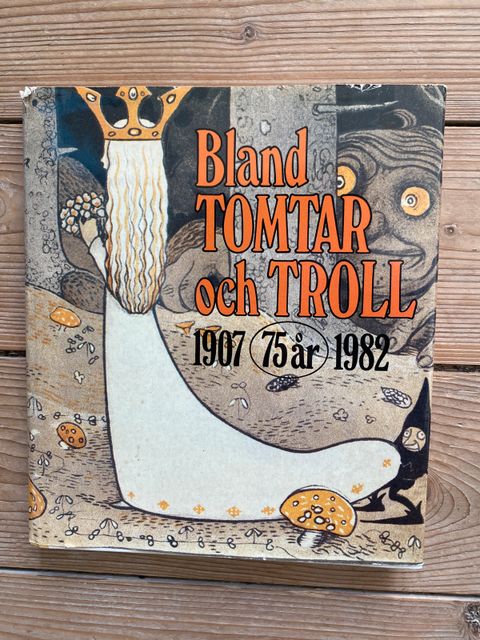 Bland
TOMTAR
och TROLL
1907 75 år 1982